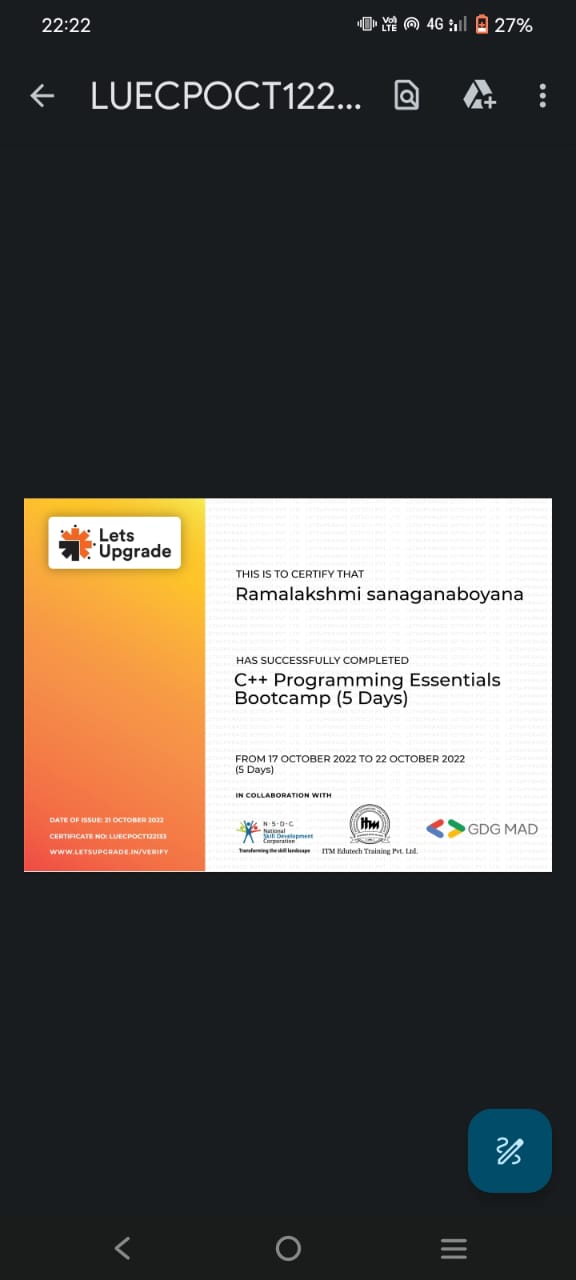 22:22
Vo) LTE 4G 27%
LUECPOCT122...
Lets
Upgrade
THIS IS TO CERTIFY THAT
Ramalakshmi sanaganaboyana
HAS SUCCESSFULLY COMPLETED
C++ Programming Essentials
Bootcamp (5 Days)
FROM 17 OCTOBER 2022 TO 22 OCTOBER 2022
(5 Days)
IN COLLABORATION WITH
N·S·D·C
National
Skill Development
Corporation
Transforming the skill landscape
itm
ITM Edutech Training Pvt. Ltd.
GDG MAD
DATE OF ISSUE: 21 OCTOBER 2022
CERTIFICATE NO: LUECPOCT122133
WWW.LETSUPGRADE.IN/VERIFY